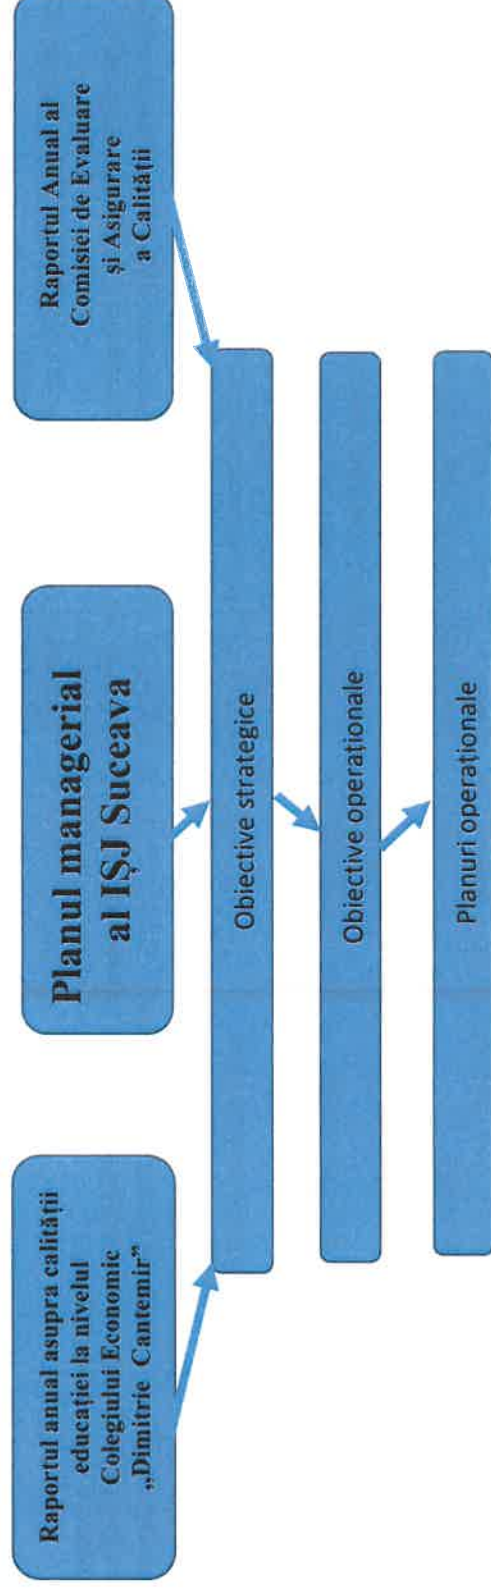 Raportul anual asupra calității
educației la nivelul
Colegiului Economic
„Dimitrie Cantemir”
Planul managerial
al IȘJ Suceava
Raportul Anual al
Comisiei de Evaluare
și Asigurare
a Calității
Obiective strategice
Obiective operaționale
Planuri operaționale